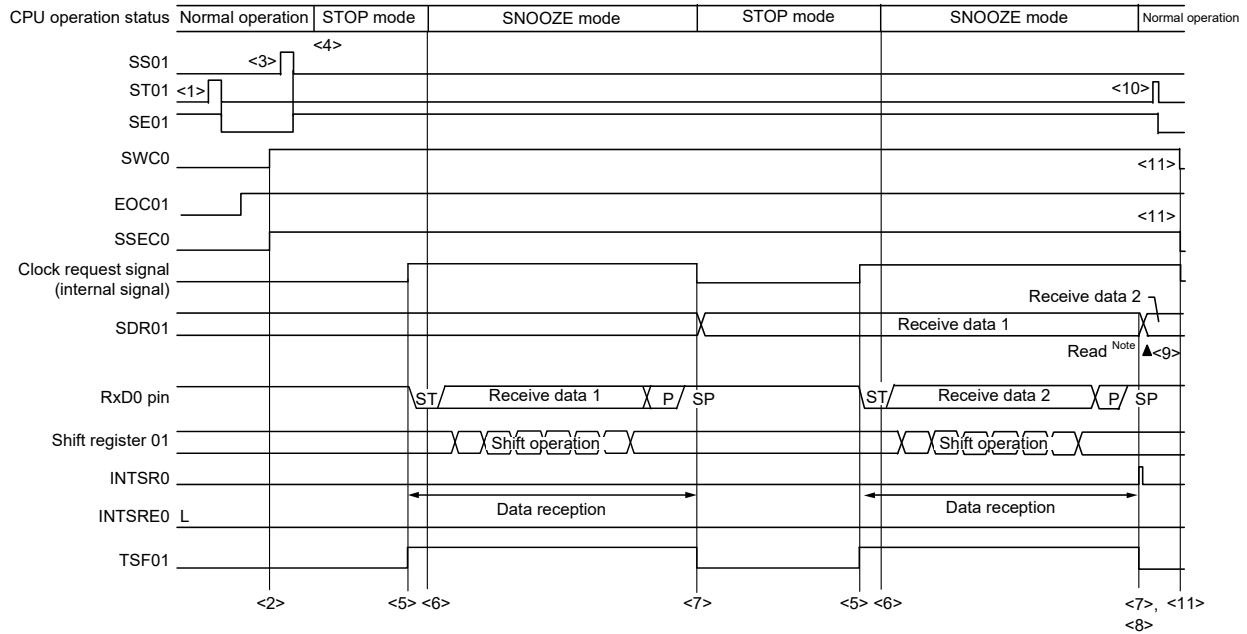 CPU operation status Normal operation STOP mode SNOOZE mode STOP mode SNOOZE mode Normal operation
<4>
SS01 <3>
ST01 <1> <10>
SE01
SWC0 <11>
EOC01
<11>
SSEC0
Clock request signal
(internal signal)
Receive data 2
SDR01 Receive data 1
Read Note ▲<9>
RxD0 pin ST Receive data 1 P SP ST Receive data 2 P SP
Shift register 01 Shift operation Shift operation
INTSR0
Data reception Data reception
INTSRE0 L
TSF01
<2> <5> <6> <7> <5> <6> <7>, <11>
<8>